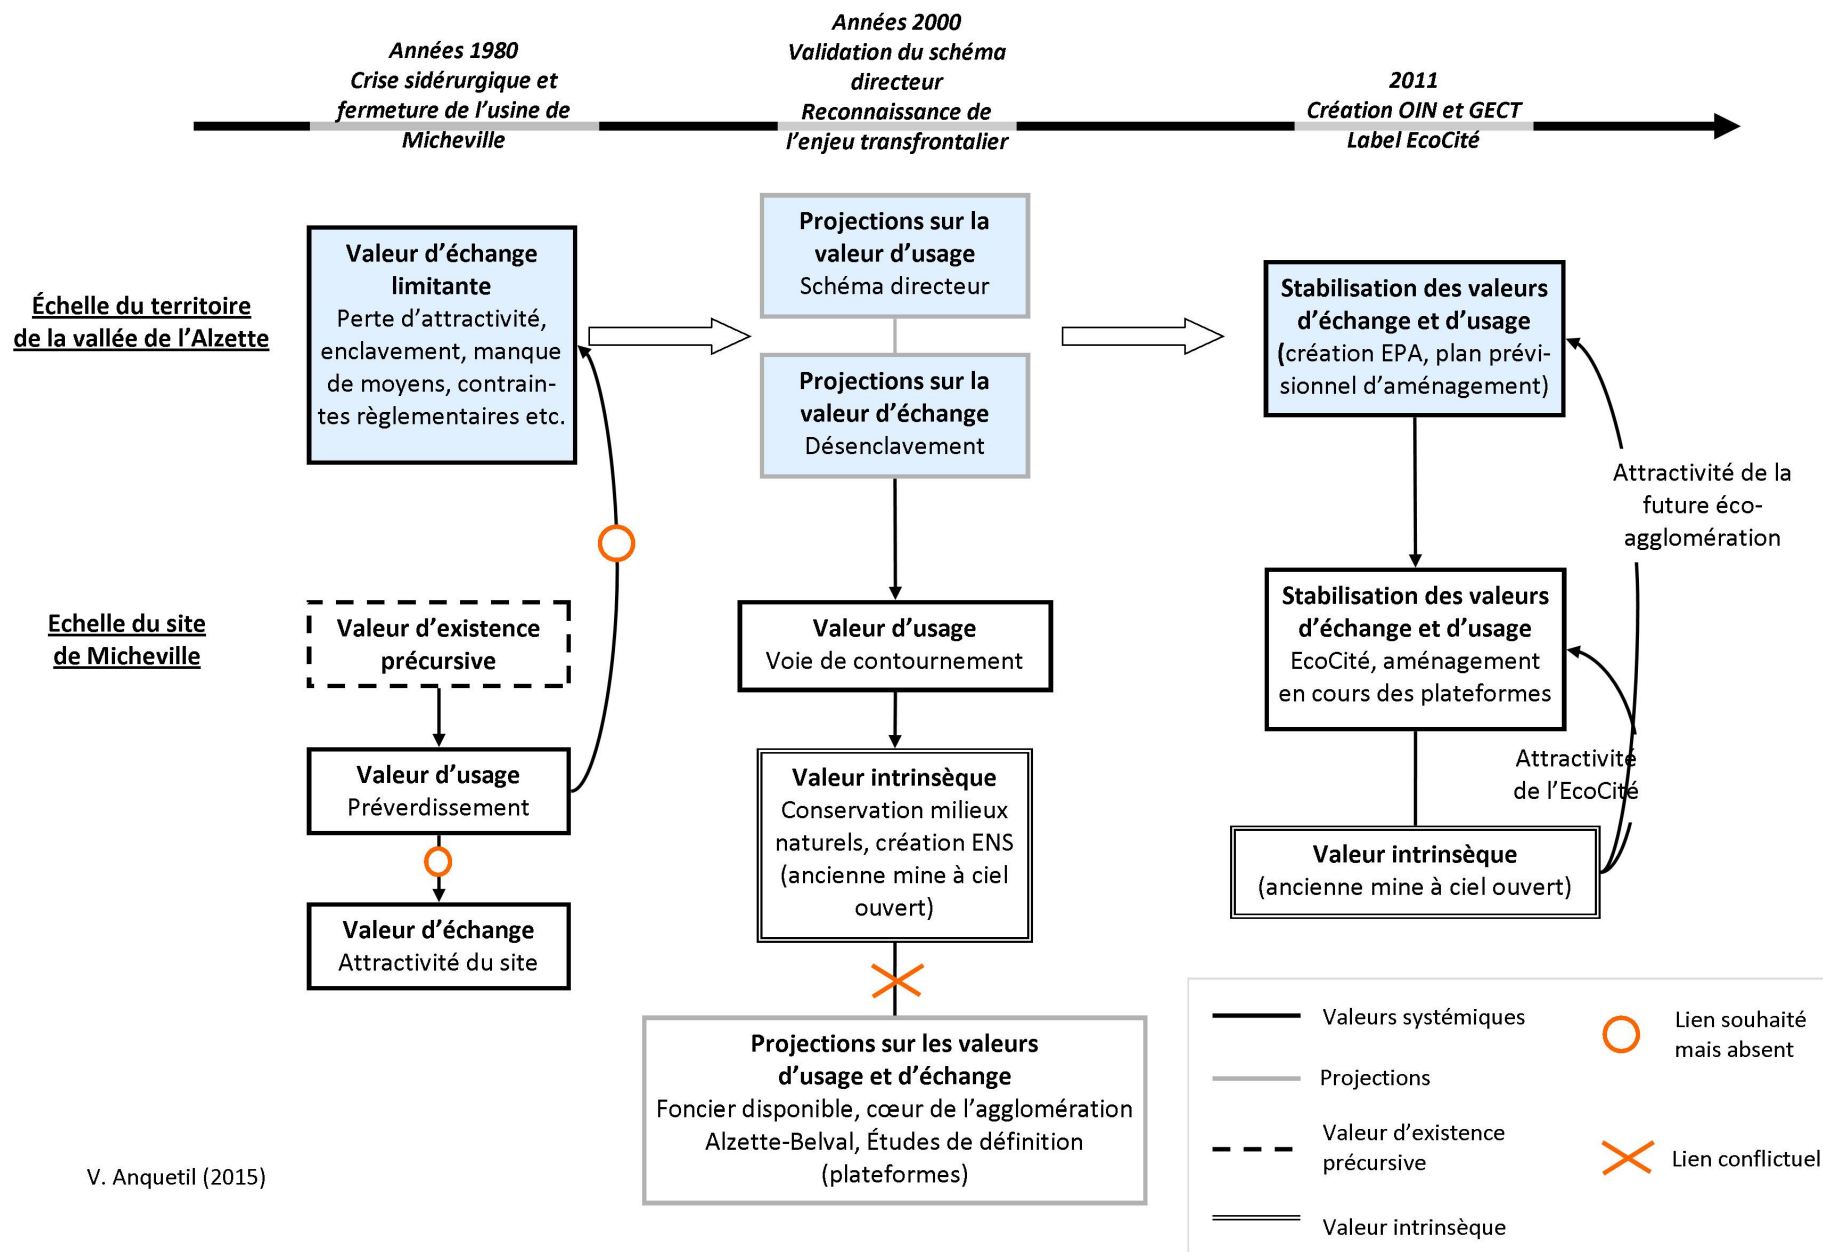 Années 1980
Crise sidérurgique et
fermeture de l'usine de
Micheville
Années 2000
Validation du schéma
directeur
Reconnaissance de
l'enjeu transfrontalier
2011
Création OIN et GECT
Label EcoCité
Échelle du territoire
de la vallée de l'Alzette
Valeur d'échange
limitante
Perte d'attractivité,
enclavement, manque
de moyens, contrain-
tes règlementaires etc.
Projections sur la
valeur d'usage
Schéma directeur
Projections sur la
valeur d'échange
Désenclavement
Stabilisation des valeurs
d'échange et d'usage
(création EPA, plan prévi-
sionnel d'aménagement)
Attractivité de la
future éco-
agglomération
Echelle du site
de Micheville
Valeur d'existence
précursive
Valeur d'usage
Préverdissement
Valeur d'échange
Attractivité du site
Valeur d'usage
Voie de contournement
Valeur intrinsèque
Conservation milieux
naturels, création ENS
(ancienne mine à ciel
ouvert)
Projections sur les valeurs
d'usage et d'échange
Foncier disponible, cœur de l'agglomération
Alzette-Belval, Études de définition
(plateformes)
Stabilisation des valeurs
d'échange et d'usage
EcoCité, aménagement
en cours des plateformes
Attractivité
de l'EcoCité
Valeur intrinsèque
(ancienne mine à ciel ouvert)
Valeurs systémiques
Projections
Valeur d'existence
précursive
Valeur intrinsèque
Lien souhaité
mais absent
Lien conflictuel
V. Anquetil (2015)